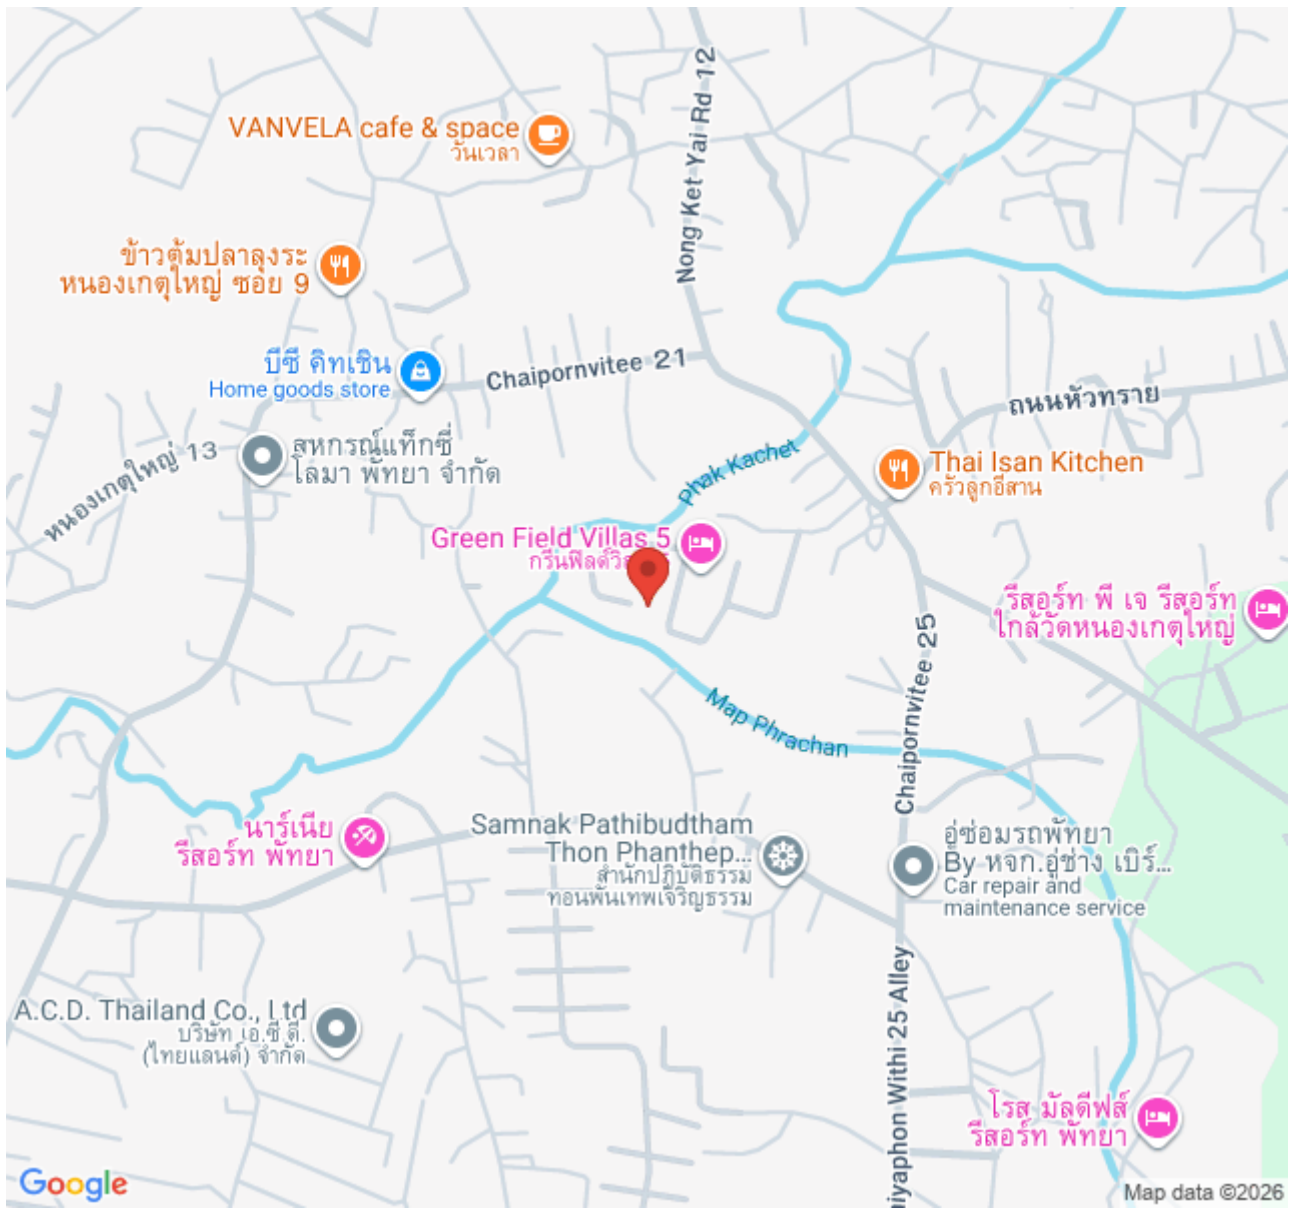 Nong Ket Yai Rd 12
VANVELA cafe & space
วันเวลา
ข้าวต้มปลาลุงระ
หนองเกตุใหญ่ ซอย 9
บีซี คิทเชิน
Home goods store
Chaipornvitee 21
ถนนหัวทราย
หนองเกตุใหญ่ 13
สหกรณ์แท็กซี่
โลมา พัทยา จำกัด
Phak Kachet
Thai Isan Kitchen
ครัวลูกอีสาน
Green Field Villas 5
กรีนฟิลด์
รีสอร์ท พี เจ รีสอร์ท
ใกล้วัดหนองเกตุใหญ่
Chaipornvitee 25
Map Phrachan
นาร์เนีย
รีสอร์ท พัทยา
Samnak Pathibudtham
Thon Phanthep...
สำนักปฏิบัติธรรม
ทอนพันเทพเจริญธรรม
อู่ซ่อมรถพัทยา
By หจก.อู่ช่าง เบิร์...
Car repair and
maintenance service
A.C.D. Thailand Co., Ltd
บริษัท เอ.ซี.ดี.
(ไทยแลนด์) จำกัด
iyaphon Withi 25 Alley
โรส มัลดีฟส์
รีสอร์ท พัทยา
Google
Map data ©2026